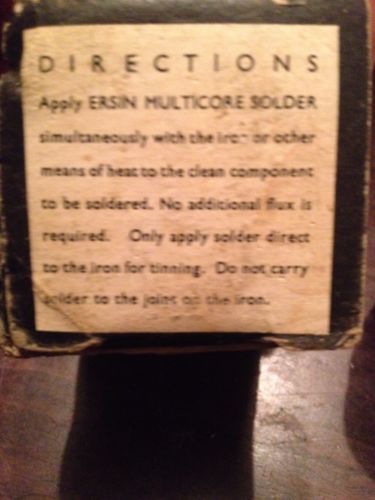 DIRECTIONS
Apply ERSIN MULTICORE SOLDER
simultaneously with the iron or other
means of heat to the clean component
to be soldered. No additional flux is
required. Only apply solder direct
to the iron for tinning. Do not carry
solder to the joint on the iron.